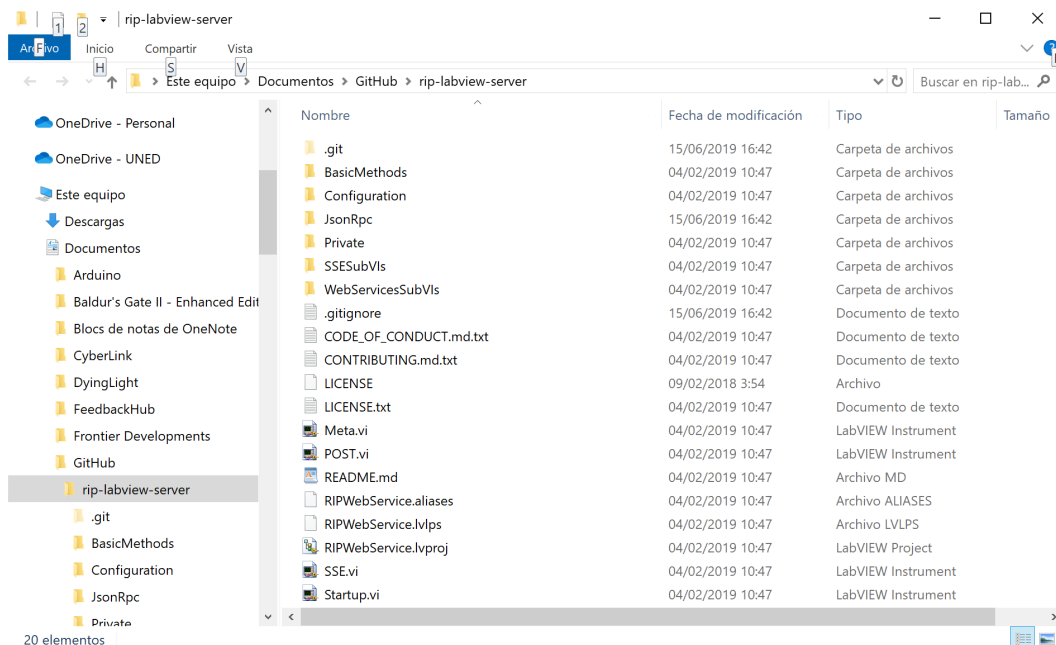 rip-labview-server
1 2
Archivo Inicio Compartir Vista
F H S V
Este equipo Documentos GitHub rip-labview-server Buscar en rip-lab...
OneDrive - Personal
OneDrive - UNED
Este equipo
Descargas
Documentos
Arduino
Baldur's Gate II - Enhanced Edit
Blocs de notas de OneNote
CyberLink
DyingLight
FeedbackHub
Frontier Developments
GitHub
rip-labview-server
.git
BasicMethods
Configuration
JsonRpc
Private
Nombre Fecha de modificación Tipo Tamaño
.git 15/06/2019 16:42 Carpeta de archivos
BasicMethods 04/02/2019 10:47 Carpeta de archivos
Configuration 04/02/2019 10:47 Carpeta de archivos
JsonRpc 15/06/2019 16:42 Carpeta de archivos
Private 04/02/2019 10:47 Carpeta de archivos
SSESubVIs 04/02/2019 10:47 Carpeta de archivos
WebServicesSubVIs 04/02/2019 10:47 Carpeta de archivos
.gitignore 15/06/2019 16:42 Documento de texto
CODE_OF_CONDUCT.md.txt 04/02/2019 10:47 Documento de texto
CONTRIBUTING.md.txt 04/02/2019 10:47 Documento de texto
LICENSE 09/02/2018 3:54 Archivo
LICENSE.txt 04/02/2019 10:47 Documento de texto
Meta.vi 04/02/2019 10:47 LabVIEW Instrument
POST.vi 04/02/2019 10:47 LabVIEW Instrument
README.md 04/02/2019 10:47 Archivo MD
RIPWebService.aliases 04/02/2019 10:47 Archivo ALIASES
RIPWebService.lvlps 04/02/2019 10:47 Archivo LVLPS
RIPWebService.lvproj 04/02/2019 10:47 LabVIEW Project
SSE.vi 04/02/2019 10:47 LabVIEW Instrument
Startup.vi 04/02/2019 10:47 LabVIEW Instrument
20 elementos